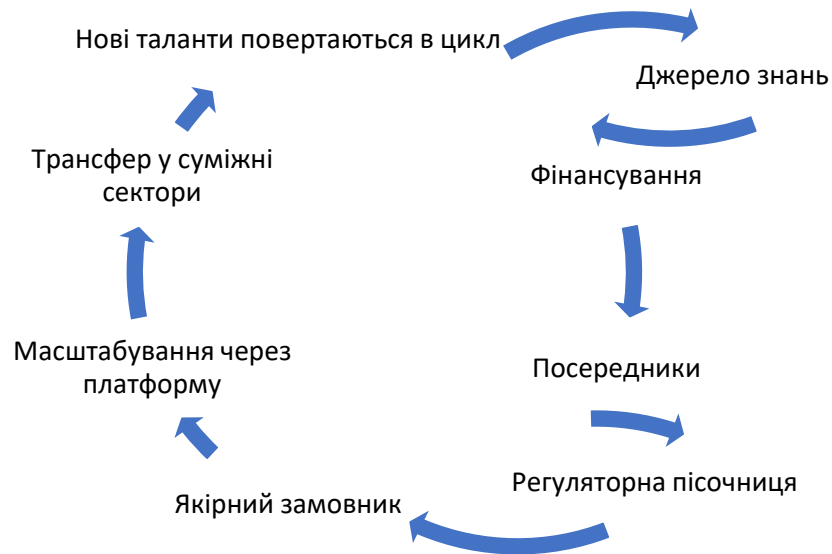 Нові таланти повертаються в цикл
Джерело знань
Фінансування
Посередники
Регуляторна пісочниця
Якірний замовник
Масштабування через
платформу
Трансфер у суміжні
сектори